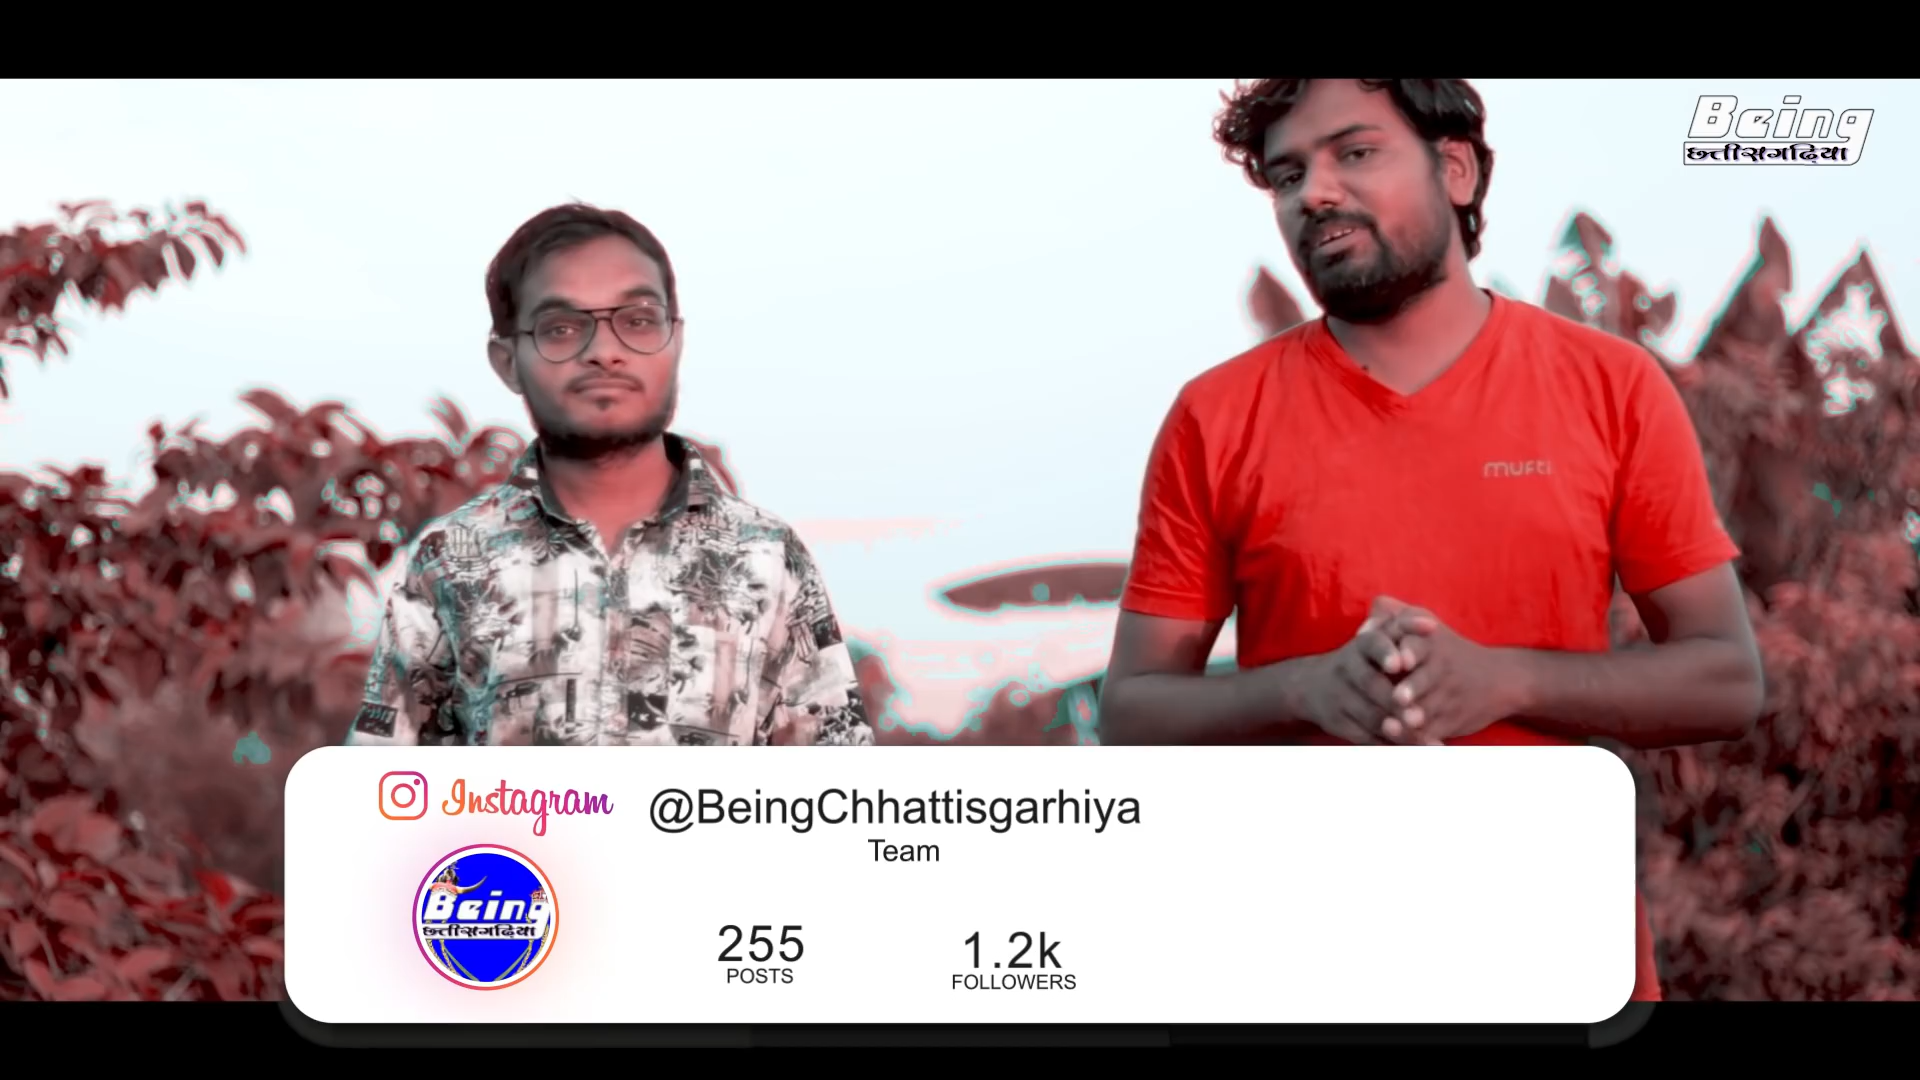 Being
छत्तीसगढ़िया
mufti
Instagram
@BeingChhattisgarhiya
Team
Being
छत्तीसगढ़िया
255
1.2k
POSTS
FOLLOWERS